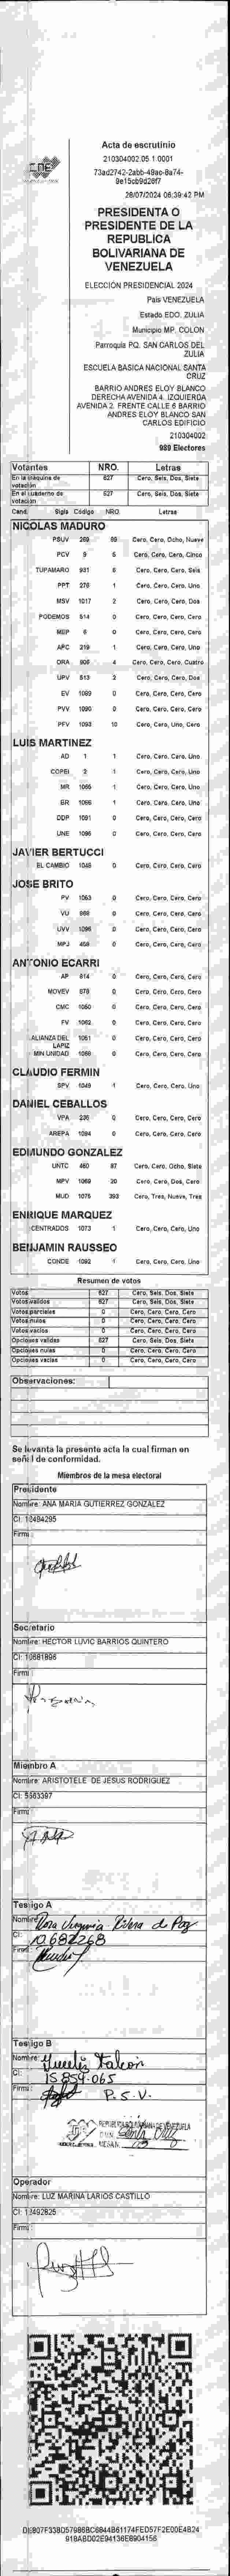 CNE
Acta de escrutinio
210304002.05.1.0001
28/07/2024 06:39:42 PM
PRESIDENTA O
PRESIDENTE DE LA
REPUBLICA
BOLIVARIANA DE
VENEZUELA
ELECCIÓN PRESIDENCIAL 2024
País VENEZUELA
Estado EDO. ZULIA
Municipio MP. COLON
Parroquia PQ. SAN CARLOS DEL
ZULIA
ESCUELA BASICA NACIONAL SANTA
CRUZ
BARRIO ANDRES ELOY BLANCO
DERECHA AVENIDA 4. IZQUIERDA
AVENIDA 2. FRENTE CALLE 6 BARRIO
ANDRES ELOY BLANCO SAN
CARLOS EDIFICIO
210304002
989 Electores
Votantes NRO. Letras
En la máquina de votación 627 Cero, Seis, Dos, Siete
En el cuaderno de votación 627 Cero, Seis, Dos, Siete
Cand. Sigla Código NRO. Letras
NICOLAS MADURO
PSUV 269 89 Cero, Cero, Ocho, Nueve
PCV 9 5 Cero, Cero, Cero, Cinco
TUPAMARO 931 6 Cero, Cero, Cero, Seis
PPT 276 1 Cero, Cero, Cero, Uno
MSV 1017 2 Cero, Cero, Cero, Dos
PODEMOS 514 0 Cero, Cero, Cero, Cero
MEP 6 0 Cero, Cero, Cero, Cero
APC 219 1 Cero, Cero, Cero, Uno
ORA 906 4 Cero, Cero, Cero, Cuatro
UPV 513 2 Cero, Cero, Cero, Dos
EV 1089 0 Cero, Cero, Cero, Cero
PVV 1090 0 Cero, Cero, Cero, Cero
PFV 1093 10 Cero, Cero, Uno, Cero
LUIS MARTINEZ
AD 1 1 Cero, Cero, Cero, Uno
COPEI 2 1 Cero, Cero, Cero, Uno
MR 1065 1 Cero, Cero, Cero, Uno
BR 1066 1 Cero, Cero, Cero, Uno
DDP 1091 0 Cero, Cero, Cero, Cero
UNE 1095 0 Cero, Cero, Cero, Cero
JAVIER BERTUCCI
EL CAMBIO 1048 0 Cero, Cero, Cero, Cero
JOSE BRITO
PV 1063 0 Cero, Cero, Cero, Cero
VU 968 0 Cero, Cero, Cero, Cero
UVV 1096 0 Cero, Cero, Cero, Cero
MPJ 459 0 Cero, Cero, Cero, Cero
ANTONIO ECARRI
AP 814 0 Cero, Cero, Cero, Cero
MOVEV 878 0 Cero, Cero, Cero, Cero
CMC 1050 0 Cero, Cero, Cero, Cero
FV 1062 0 Cero, Cero, Cero, Cero
ALIANZA DEL LAPIZ 1051 0 Cero, Cero, Cero, Cero
MIN UNIDAD 1066 0 Cero, Cero, Cero, Cero
CLAUDIO FERMIN
SPV 1049 1 Cero, Cero, Cero, Uno
DANIEL CEBALLOS
VPA 236 0 Cero, Cero, Cero, Cero
AREPA 1094 0 Cero, Cero, Cero, Cero
EDMUNDO GONZALEZ
UNTC 460 87 Cero, Cero, Ocho, Siete
MPV 1069 20 Cero, Cero, Dos, Cero
MUD 1075 393 Cero, Tres, Nueve, Tres
ENRIQUE MARQUEZ
CENTRADOS 1073 1 Cero, Cero, Cero, Uno
BENJAMIN RAUSSEO
CONDE 1092 1 Cero, Cero, Cero, Uno
Resumen de votos
Votos 627 Cero, Seis, Dos, Siete
Votos validos 627 Cero, Seis, Dos, Siete
Votos parciales 0 Cero, Cero, Cero, Cero
Votos nulos 0 Cero, Cero, Cero, Cero
Votos vacios 0 Cero, Cero, Cero, Cero
Opciones validas 627 Cero, Seis, Dos, Siete
Opciones nulas 0 Cero, Cero, Cero, Cero
Opciones vacias 0 Cero, Cero, Cero, Cero
Observaciones:
Se levanta la presente acta la cual firman en
señal de conformidad.
Miembros de la mesa electoral
Presidente
Nombre: ANA MARIA GUTIERREZ GONZALEZ
CI: 10494295
Firma:
Secretario
Nombre: HECTOR LUVIC BARRIOS QUINTERO
CI: 10681896
Firma:
Miembro A
Nombre: ARISTOTELE DE JESUS RODRIGUEZ
CI: 5563397
Firma:
Testigo A
Nombre: Rosa Virginia Rivera de Paz
CI: 10.682268
Firma:
Testigo B
Nombre: Falcon
CI: 15.859.065
Firma: P.S.V.
REPUBLICA BOLIVARIANA DE VENEZUELA
Operador
Nombre: LUZ MARINA LARIOS CASTILLO
CI: 12492825
Firma: